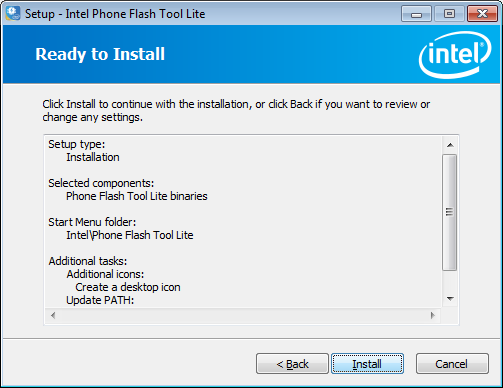 Setup - Intel Phone Flash Tool Lite
Ready to Install
intel
Click Install to continue with the installation, or click Back if you want to review or
change any settings.
Setup type:
Installation
Selected components:
Phone Flash Tool Lite binaries
Start Menu folder:
Intel\Phone Flash Tool Lite
Additional tasks:
Additional icons:
Create a desktop icon
Update PATH:
< Back
Install
Cancel